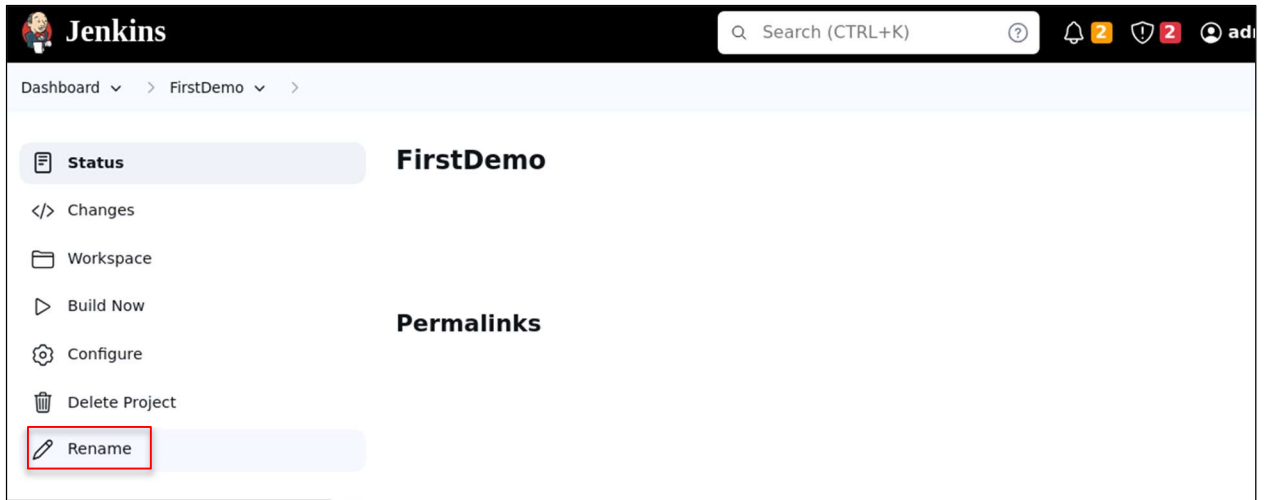 Jenkins
Search (CTRL+K)
2
2
Dashboard
FirstDemo
Status
Changes
Workspace
Build Now
Configure
Delete Project
Rename
FirstDemo
Permalinks